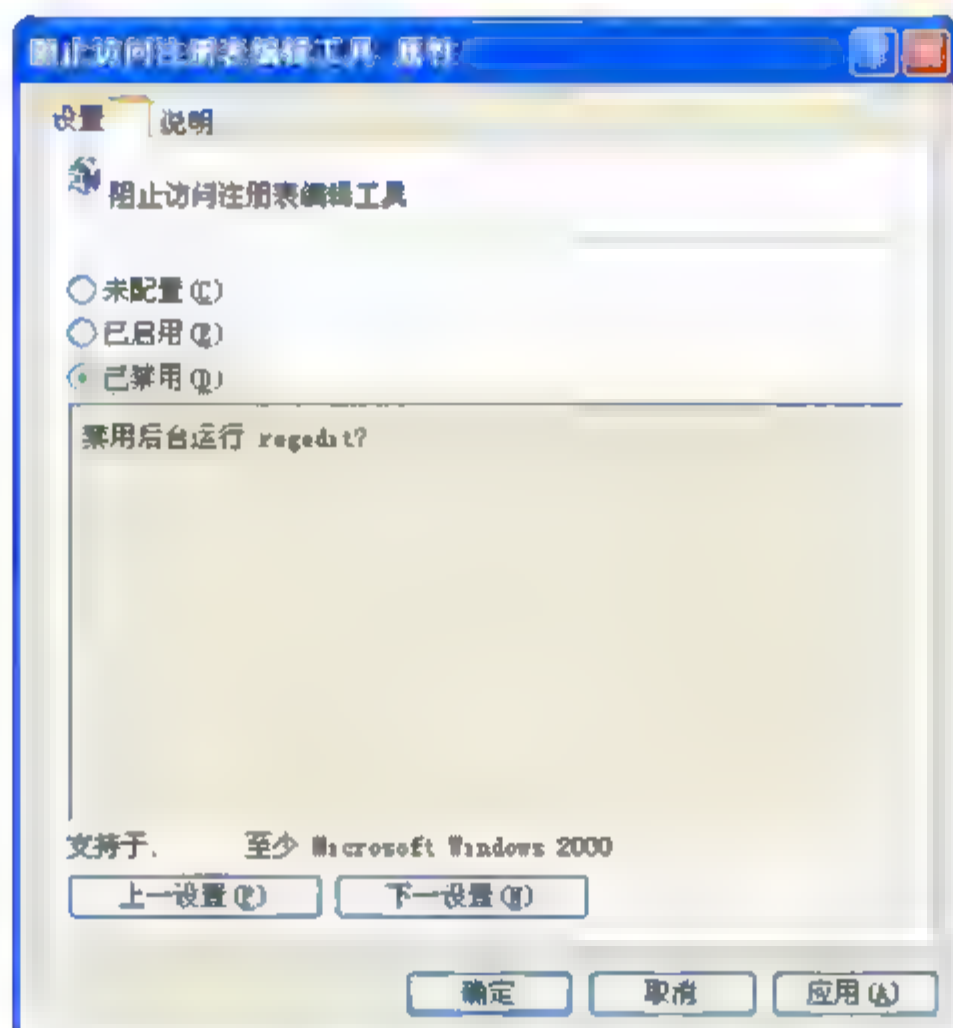 阻止访问注册表编辑工具 属性
设置 说明
阻止访问注册表编辑工具
未配置(C)
已启用(E)
已禁用(D)
禁用后台运行 regedit?
支持于: 至少 Microsoft Windows 2000
上一设置(P) 下一设置(N)
确定 取消 应用(A)